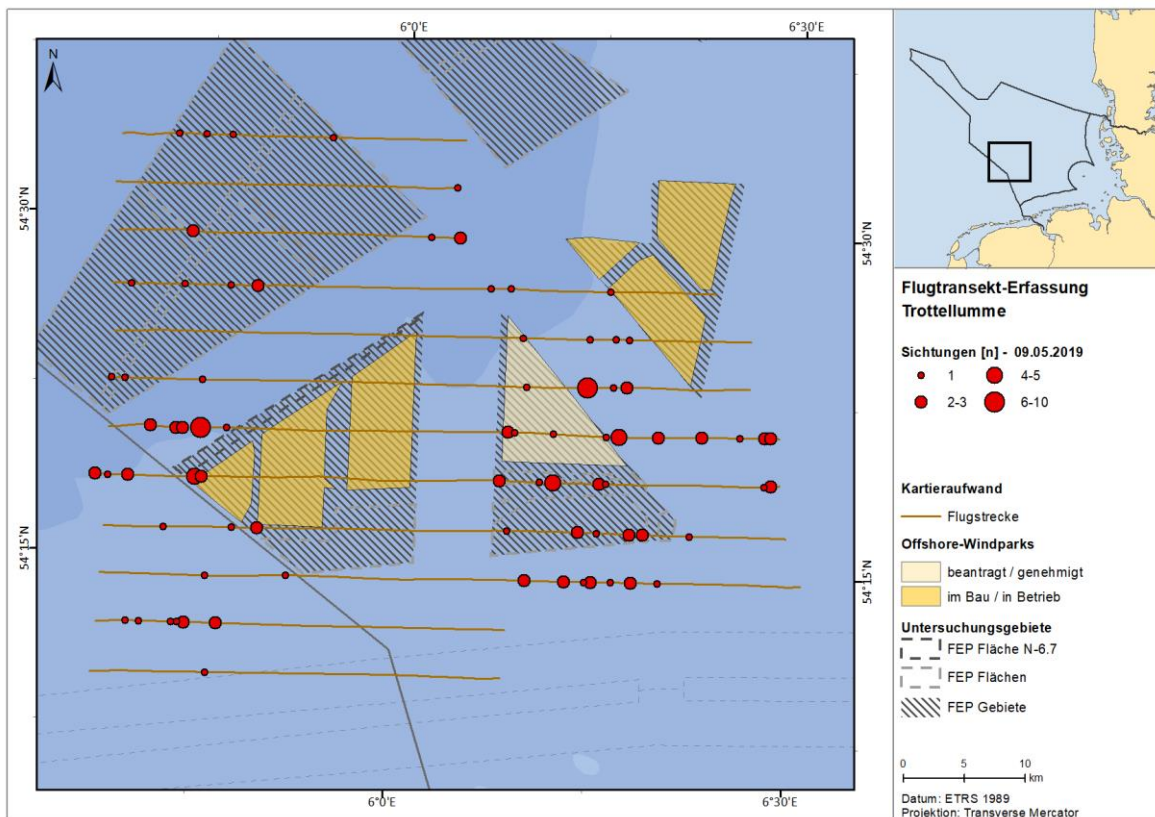 6°0'E
6°30'E
N
54°30'N
54°30'N
54°15'N
54°15'N
6°0'E
6°30'E
Flugtransekt-Erfassung
Trottellumme
Sichtungen [n] - 09.05.2019
1
4-5
2-3
6-10
Kartieraufwand
Flugstrecke
Offshore-Windparks
beantragt / genehmigt
im Bau / in Betrieb
Untersuchungsgebiete
FEP Fläche N-6.7
FEP Flächen
FEP Gebiete
0 5 10
km
Datum: ETRS 1989
Projektion: Transverse Mercator